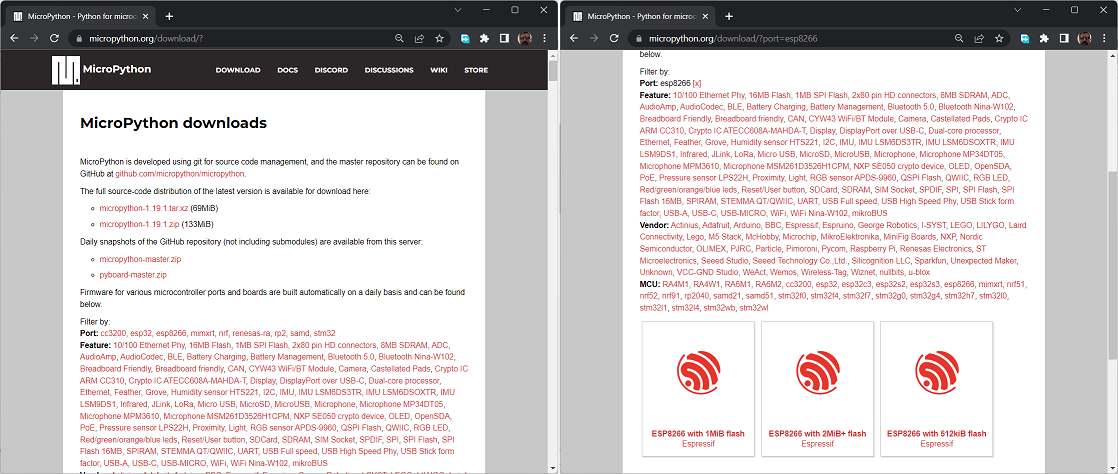 MicroPython - Python for microc
micropython.org/download/?
MicroPython
DOWNLOAD
DOCS
DISCORD
DISCUSSIONS
WIKI
STORE
MicroPython downloads
MicroPython is developed using git for source code management, and the master repository can be found on
GitHub at github.com/micropython/micropython.
The full source-code distribution of the latest version is available for download here:
micropython-1.19.1.tar.xz (69MiB)
micropython-1.19.1.zip (133MiB)
Daily snapshots of the GitHub repository (not including submodules) are available from this server:
micropython-master.zip
pyboard-master.zip
Firmware for various microcontroller ports and boards are built automatically on a daily basis and can be found
below.
Filter by:
Port: cc3200, esp32, esp8266, mimxrt, nrf, renesas-ra, rp2, samd, stm32
Feature: 10/100 Ethernet Phy, 16MB Flash, 1MB SPI Flash, 2x80 pin HD connectors, 8MB SDRAM, ADC,
AudioAmp, AudioCodec, BLE, Battery Charging, Battery Management, Bluetooth 5.0, Bluetooth Nina-W102,
Breadboard Friendly, Breadboard friendly, CAN, CYW43 WiFi/BT Module, Camera, Castellated Pads, Crypto IC
ARM CC310, Crypto IC ATECC608A-MAHDA-T, Display, DisplayPort over USB-C, Dual-core processor,
Ethernet, Feather, Grove, Humidity sensor HTS221, I2C, IMU, IMU LSM6DS3TR, IMU LSM6DSOXTR, IMU
LSM9DS1, Infrared, JLink, LoRa, Micro USB, MicroSD, MicroUSB, Microphone, Microphone MP34DT05,
Microphone MPM3610, Microphone MSM261D3526H1CPM, NXP SE050 crypto device, OLED, OpenSDA,
PoE, Pressure sensor LPS22H, Proximity, Light, RGB sensor APDS-9960, QSPI Flash, QWIIC, RGB LED,
Red/green/orange/blue leds, Reset/User button, SDCard, SDRAM, SIM Socket, SPDIF, SPI, SPI Flash, SPI
Flash 16MB, SPIRAM, STEMMA QT/QWIIC, UART, USB Full speed, USB High Speed Phy, USB Stick form
factor, USB-A, USB-C, USB-MICRO, WiFi, WiFi Nina-W102, mikroBUS
MicroPython - Python for microc
micropython.org/download/?port=esp8266
below.
Filter by:
Port: esp8266 [x]
Feature: 10/100 Ethernet Phy, 16MB Flash, 1MB SPI Flash, 2x80 pin HD connectors, 8MB SDRAM, ADC,
AudioAmp, AudioCodec, BLE, Battery Charging, Battery Management, Bluetooth 5.0, Bluetooth Nina-W102,
Breadboard Friendly, Breadboard friendly, CAN, CYW43 WiFi/BT Module, Camera, Castellated Pads, Crypto IC
ARM CC310, Crypto IC ATECC608A-MAHDA-T, Display, DisplayPort over USB-C, Dual-core processor,
Ethernet, Feather, Grove, Humidity sensor HTS221, I2C, IMU, IMU LSM6DS3TR, IMU LSM6DSOXTR, IMU
LSM9DS1, Infrared, JLink, LoRa, Micro USB, MicroSD, MicroUSB, Microphone, Microphone MP34DT05,
Microphone MPM3610, Microphone MSM261D3526H1CPM, NXP SE050 crypto device, OLED, OpenSDA,
PoE, Pressure sensor LPS22H, Proximity, Light, RGB sensor APDS-9960, QSPI Flash, QWIIC, RGB LED,
Red/green/orange/blue leds, Reset/User button, SDCard, SDRAM, SIM Socket, SPDIF, SPI, SPI Flash, SPI
Flash 16MB, SPIRAM, STEMMA QT/QWIIC, UART, USB Full speed, USB High Speed Phy, USB Stick form
factor, USB-A, USB-C, USB-MICRO, WiFi, WiFi Nina-W102, mikroBUS
Vendor: Actinius, Adafruit, Arduino, BBC, Espressif, Espruino, George Robotics, I-SYST, LEGO, LILYGO, Laird
Connectivity, Lego, M5 Stack, McHobby, Microchip, MikroElektronika, MiniFig Boards, NXP, Nordic
Semiconductor, OLIMEX, PJRC, Particle, Pimoroni, Pycom, Raspberry Pi, Renesas Electronics, ST
Microelectronics, Seeed Studio, Seeed Technology Co.,Ltd., Silicognition LLC, Sparkfun, Unexpected Maker,
Unknown, VCC-GND Studio, WeAct, Wemos, Wireless-Tag, Wiznet, nullbits, u-blox
MCU: RA4M1, RA4W1, RA6M1, RA6M2, cc3200, esp32, esp32c3, esp32s2, esp32s3, esp8266, mimxrt, nrf51,
nrf52, nrf91, rp2040, samd21, samd51, stm32f0, stm32f4, stm32f7, stm32g0, stm32g4, stm32h7, stm32l0,
stm32l1, stm32l4, stm32wb, stm32wl
ESP8266 with 1MiB flash
Espressif
ESP8266 with 2MiB+ flash
Espressif
ESP8266 with 512kiB flash
Espressif